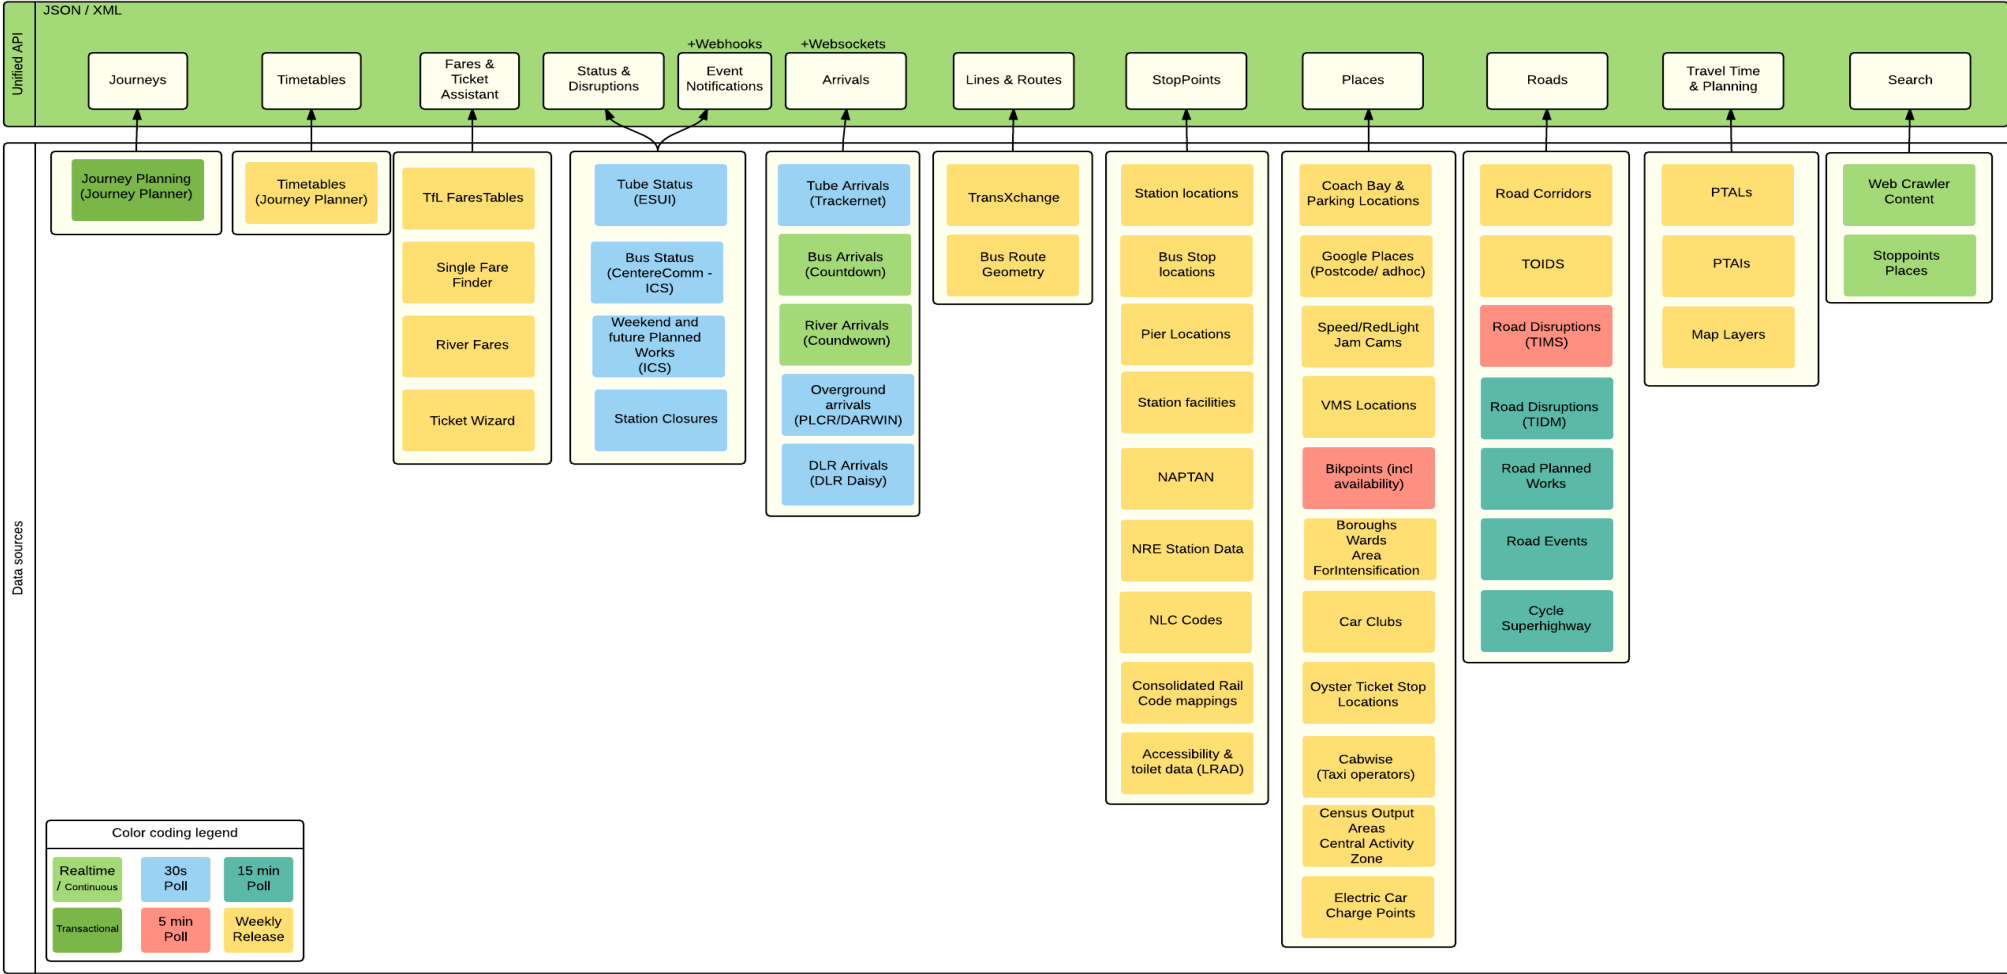 JSON / XML
Unified API
+Webhooks
+Websockets
Journeys
Timetables
Fares &
Ticket
Assistant
Status &
Disruptions
Event
Notifications
Arrivals
Lines & Routes
StopPoints
Places
Roads
Travel Time
& Planning
Search
Data sources
Journey Planning
(Journey Planner)
Timetables
(Journey Planner)
TfL FaresTables
Single Fare
Finder
River Fares
Ticket Wizard
Tube Status
(ESUI)
Bus Status
(CentereComm -
ICS)
Weekend and
future Planned
Works
(ICS)
Station Closures
Tube Arrivals
(Trackernet)
Bus Arrivals
(Countdown)
River Arrivals
(Coundwown)
Overground
arrivals
(PLCR/DARWIN)
DLR Arrivals
(DLR Daisy)
TransXchange
Bus Route
Geometry
Station locations
Bus Stop
locations
Pier Locations
Station facilities
NAPTAN
NRE Station Data
NLC Codes
Consolidated Rail
Code mappings
Accessibility &
toilet data (LRAD)
Coach Bay &
Parking Locations
Google Places
(Postcode/ adhoc)
Speed/RedLight
Jam Cams
VMS Locations
Bikpoints (incl
availability)
Boroughs
Wards
Area
ForIntensification
Car Clubs
Oyster Ticket Stop
Locations
Cabwise
(Taxi operators)
Census Output
Areas
Central Activity
Zone
Electric Car
Charge Points
Road Corridors
TOIDS
Road Disruptions
(TIMS)
Road Disruptions
(TIDM)
Road Planned
Works
Road Events
Cycle
Superhighway
PTALs
PTAIs
Map Layers
Web Crawler
Content
Stoppoints
Places
Color coding legend
Realtime
/ Continuous
30s
Poll
15 min
Poll
Transactional
5 min
Poll
Weekly
Release